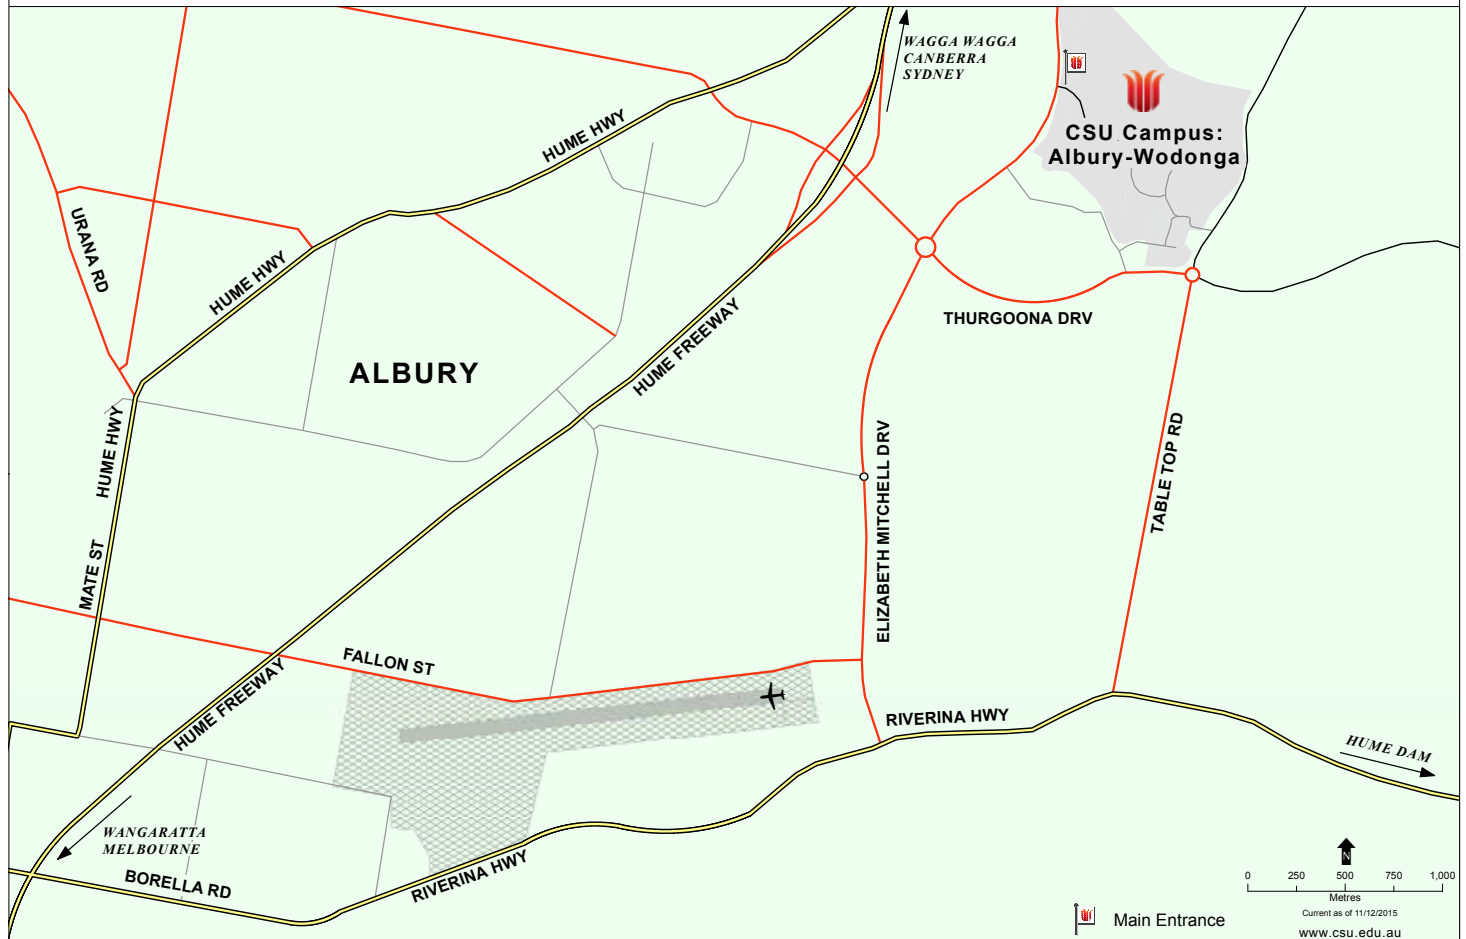 WAGGA WAGGA
CANBERRA
SYDNEY
CSU Campus:
Albury-Wodonga
HUME HWY
URANA RD
HUME HWY
THURGOONA DRV
HUME FREEWAY
ALBURY
HUME HWY
ELIZABETH MITCHELL DRV
TABLE TOP RD
MATE ST
FALLON ST
HUME FREEWAY
RIVERINA HWY
HUME DAM
WANGARATTA
MELBOURNE
BORELLA RD
RIVERINA HWY
N
0 250 500 750 1,000
Metres
Current as of 11/12/2015
Main Entrance
www.csu.edu.au